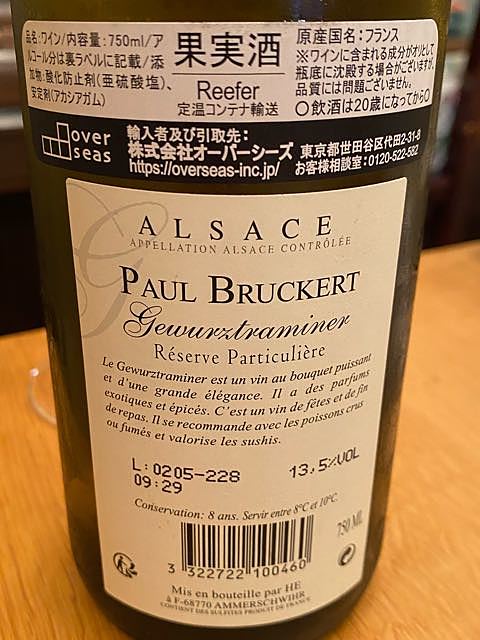 品名:ワイン/内容量:750ml/ア
ルコール分は裏ラベルに記載/添
加物:酸化防止剤(亜硫酸塩)、
安定剤(アカシアガム)
果実酒
Reefer
定温コンテナ輸送
原産国名:フランス
※ワインに含まれる成分がオリとして
瓶底に沈殿する場合がございますが、
品質には問題ございません。
○飲酒は20歳になってから○
over
seas
輸入者及び引取先:
株式会社オーバーシーズ
https://overseas-inc.jp/
東京都世田谷区代田2-31-8
お客様相談室:0120-522-582
ALSACE
APPELLATION ALSACE CONTRÔLÉE
PAUL BRUCKERT
Gewurztraminer
Réserve Particulière
Le Gewurztraminer est un vin au bouquet puissant
et d'une grande élégance. Il a des parfums
exotiques et épicés. C'est un vin de fêtes et de fin
de repas. Il se recommande avec les poissons crus
ou fumés et valorise les sushis.
L:0205-228 13,5%VOL
09:29
Conservation: 8 ans. Servir entre 8°C et 10°C.
750 ML
3 322722 100460
Mis en bouteille par HE
à F-68770 AMMERSCHWIHR
CONTIENT DES SULFITES PRODUIT DE FRANCE